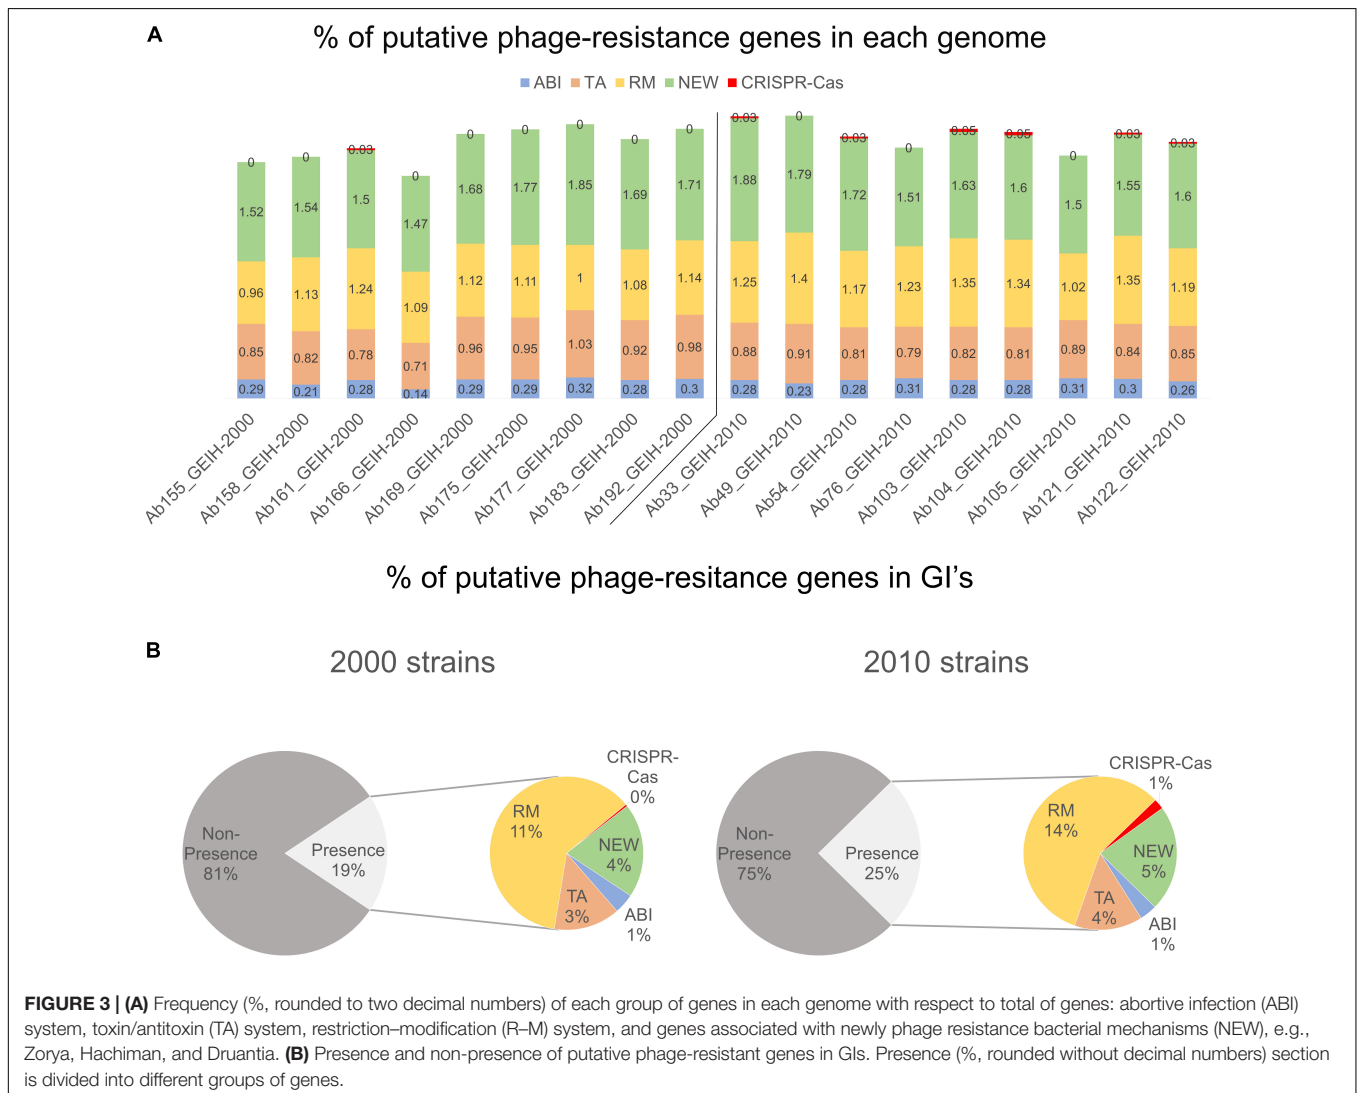 A
% of putative phage-resistance genes in each genome
ABI TA RM NEW CRISPR-Cas
0 0 0.03 0 0 0 0 0 0 0.03 0 0.03 0 0.05 0.05 0 0.03 0.03
1.52 1.54 1.5 1.47 1.68 1.77 1.85 1.69 1.71 1.88 1.79 1.72 1.51 1.63 1.6 1.5 1.55 1.6
0.96 1.13 1.24 1.09 1.12 1.11 1 1.08 1.14 1.25 1.4 1.17 1.23 1.35 1.34 1.02 1.35 1.19
0.85 0.82 0.78 0.71 0.96 0.95 1.03 0.92 0.98 0.88 0.91 0.81 0.79 0.82 0.81 0.89 0.84 0.85
0.29 0.21 0.28 0.14 0.29 0.29 0.32 0.28 0.3 0.28 0.23 0.28 0.31 0.28 0.28 0.31 0.3 0.26
Ab155_GEIH-2000
Ab158_GEIH-2000
Ab161_GEIH-2000
Ab166_GEIH-2000
Ab169_GEIH-2000
Ab175_GEIH-2000
Ab177_GEIH-2000
Ab183_GEIH-2000
Ab192_GEIH-2000
Ab33_GEIH-2010
Ab49_GEIH-2010
Ab54_GEIH-2010
Ab76_GEIH-2010
Ab103_GEIH-2010
Ab104_GEIH-2010
Ab105_GEIH-2010
Ab121_GEIH-2010
Ab122_GEIH-2010
% of putative phage-resitance genes in GI's
B
2000 strains
Non-
Presence
81%
Presence
19%
RM
11%
CRISPR-
Cas
0%
NEW
4%
TA
3%
ABI
1%
2010 strains
Non-
Presence
75%
Presence
25%
RM
14%
CRISPR-Cas
1%
NEW
5%
TA
4%
ABI
1%
FIGURE 3 | (A) Frequency (%, rounded to two decimal numbers) of each group of genes in each genome with respect to total of genes: abortive infection (ABI)
system, toxin/antitoxin (TA) system, restriction–modification (R–M) system, and genes associated with newly phage resistance bacterial mechanisms (NEW), e.g.,
Zorya, Hachiman, and Druantia. (B) Presence and non-presence of putative phage-resistant genes in GIs. Presence (%, rounded without decimal numbers) section
is divided into different groups of genes.